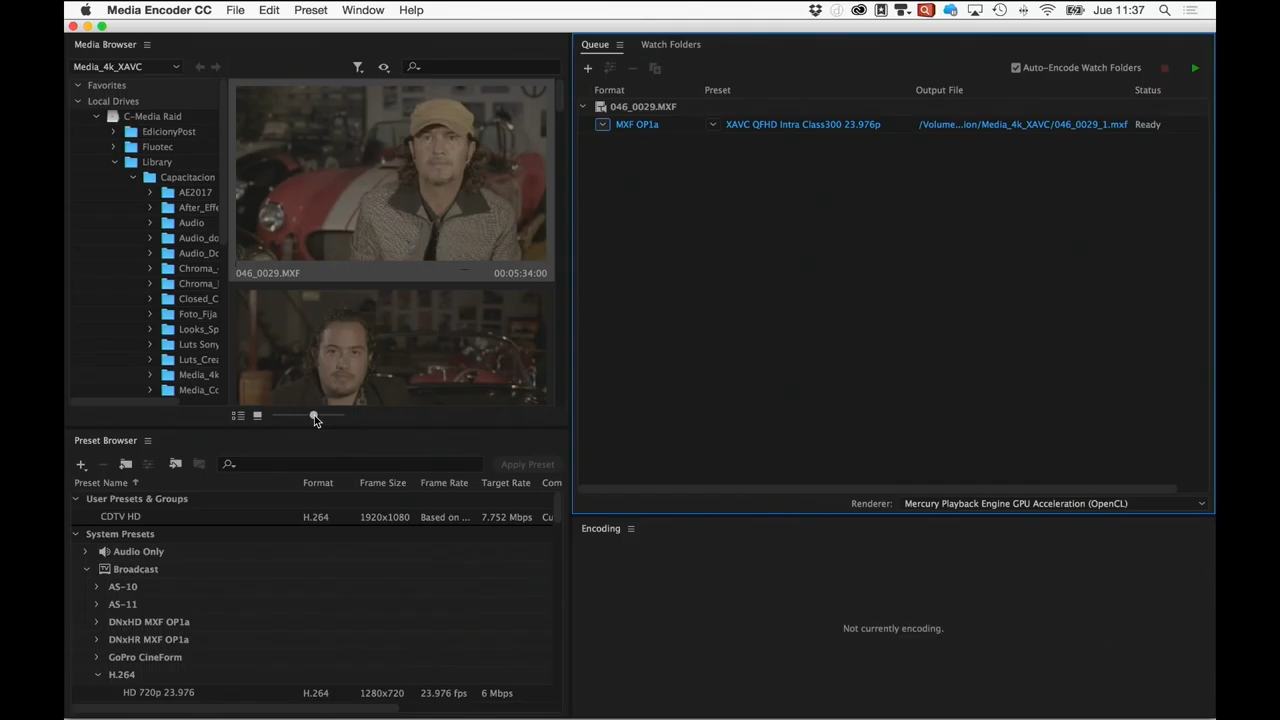 Media Encoder CC File Edit Preset Window Help Jue 11:37
Media Browser
Media_4k_XAVC
Favorites
Local Drives
C-Media Raid
EdicionyPost
Fluotec
Library
Capacitacion
AE2017
After_Effe
Audio
Audio_do
Audio_Do
Chroma_
Chroma_
Closed_C
Foto_Fija
Looks_Sp
Luts Sony
Luts_Crea
Media_4k
Media_Co
046_0029.MXF 00:05:34:00
Queue Watch Folders
Auto-Encode Watch Folders
Format Preset Output File Status
046_0029.MXF
MXF OP1a XAVC QFHD Intra Class300 23.976p /Volume...ion/Media_4k_XAVC/046_0029_1.mxf Ready
Renderer: Mercury Playback Engine GPU Acceleration (OpenCL)
Preset Browser
Apply Preset
Preset Name Format Frame Size Frame Rate Target Rate Com
User Presets & Groups
CDTV HD H.264 1920x1080 Based on ... 7.752 Mbps Cu
System Presets
Audio Only
Broadcast
AS-10
AS-11
DNxHD MXF OP1a
DNxHR MXF OP1a
GoPro CineForm
H.264
HD 720p 23.976 H.264 1280x720 23.976 fps 6 Mbps
Encoding
Not currently encoding.